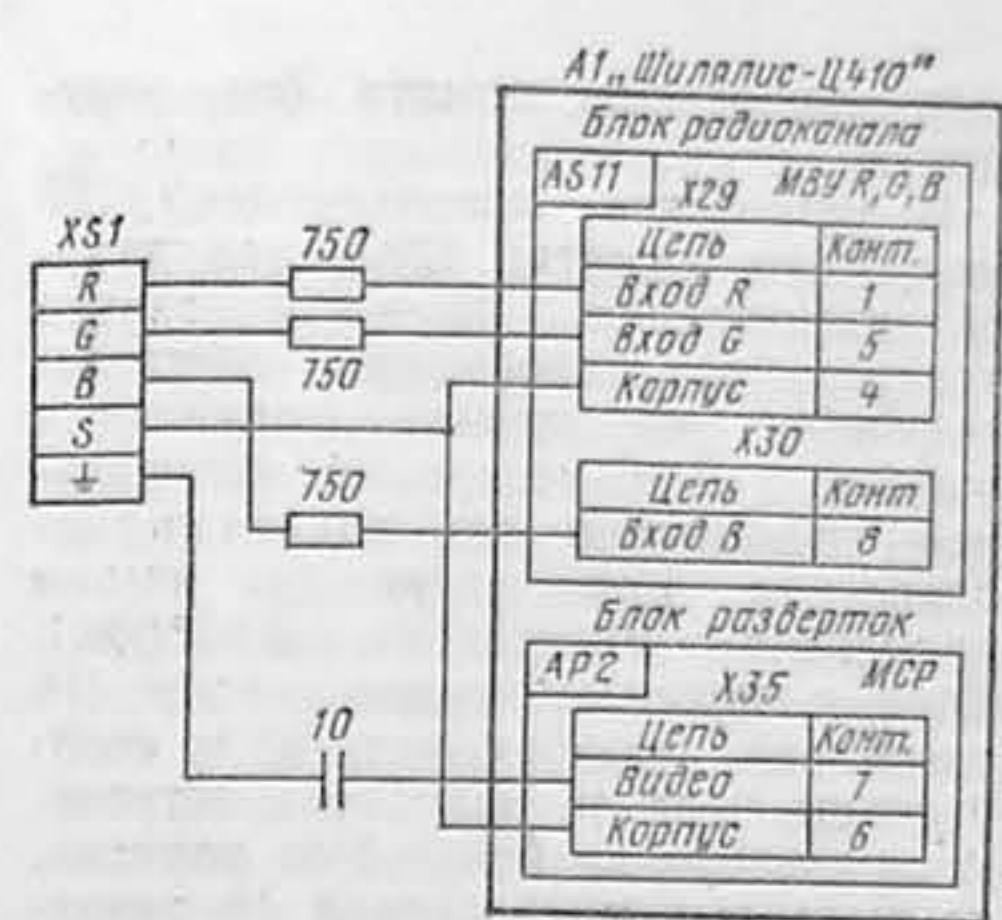 А1 „Шилялис-Ц410"
Блок радиоканала
AS11 X29 МВУ R,G,B
XS1
750
Цепь Конт.
R
Вход R 1
G
Вход G 5
750
B
Корпус 4
S
X30
750
Цепь Конт.
Вход B 8
Блок разверток
AP2 X35 МСР
10
Цепь Конт.
Видео 7
Корпус 6